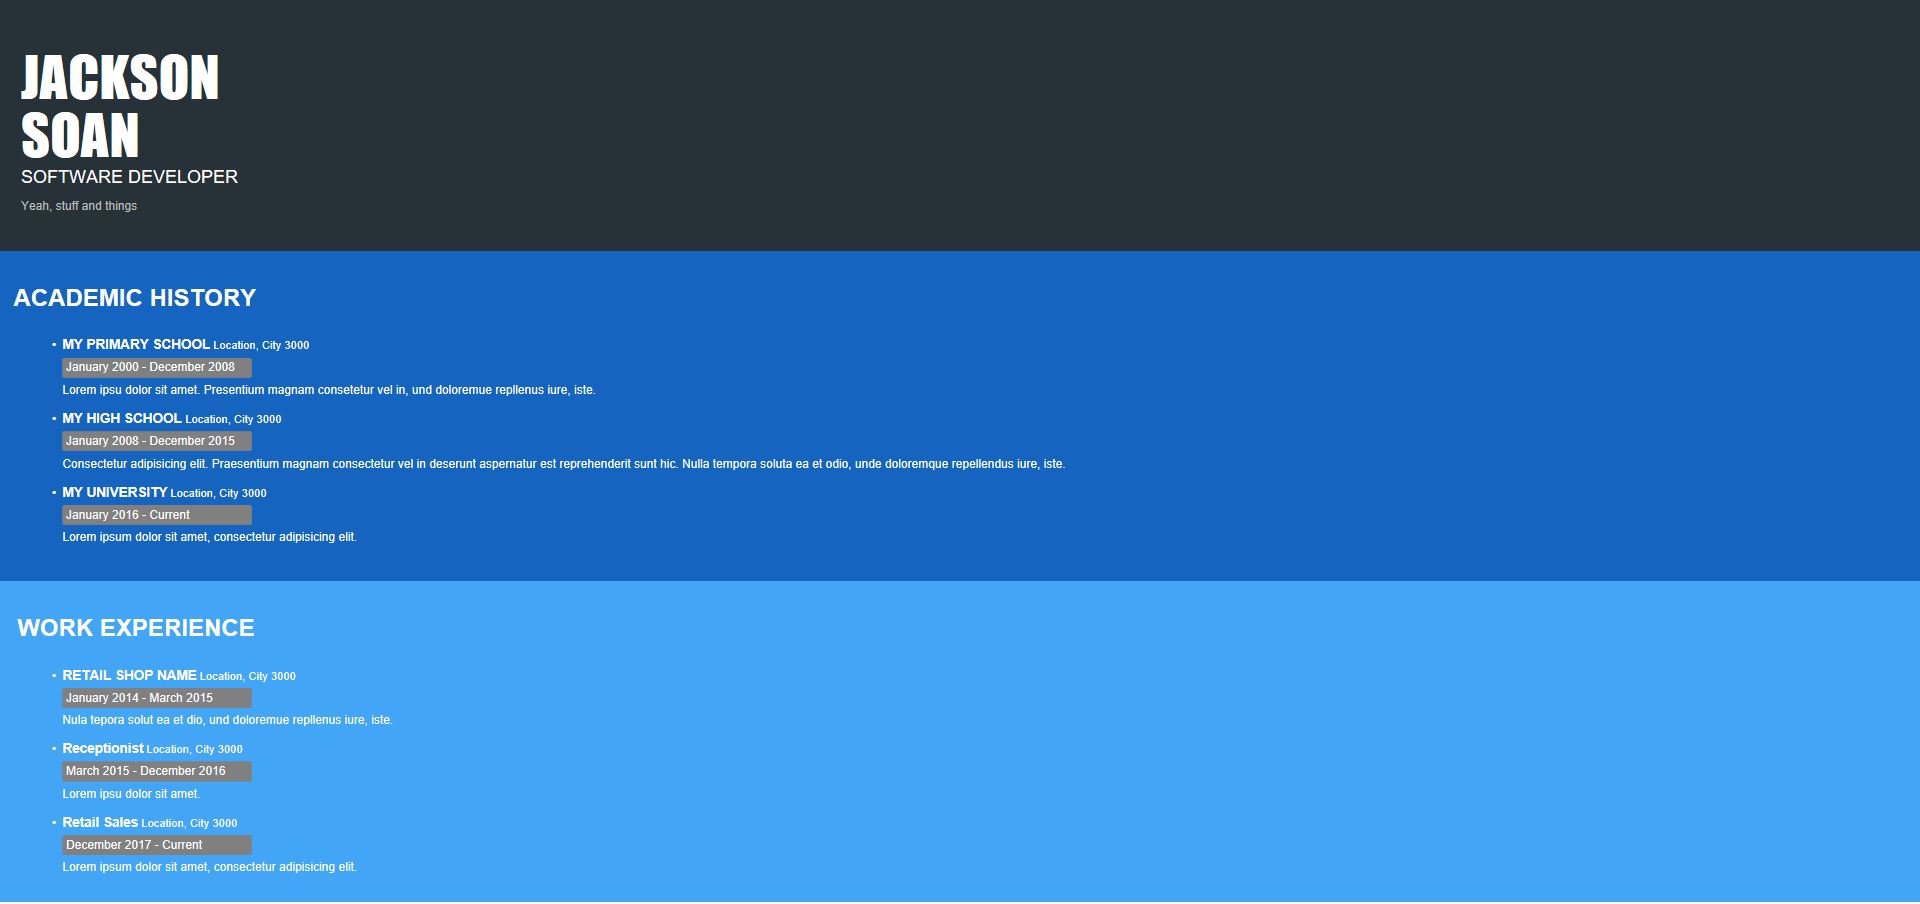 JACKSON
SOAN
SOFTWARE DEVELOPER
Yeah, stuff and things
ACADEMIC HISTORY
• MY PRIMARY SCHOOL Location, City 3000
January 2000 - December 2008
Lorem ipsu dolor sit amet. Presentium magnam consetetur vel in, und doloremue repllenus iure, iste.
• MY HIGH SCHOOL Location, City 3000
January 2008 - December 2015
Consectetur adipisicing elit. Praesentium magnam consectetur vel in deserunt aspernatur est reprehenderit sunt hic. Nulla tempora soluta ea et odio, unde doloremque repellendus iure, iste.
• MY UNIVERSITY Location, City 3000
January 2016 - Current
Lorem ipsum dolor sit amet, consectetur adipisicing elit.
WORK EXPERIENCE
• RETAIL SHOP NAME Location, City 3000
January 2014 - March 2015
Nula tepora solut ea et dio, und doloremue repllenus iure, iste.
• Receptionist Location, City 3000
March 2015 - December 2016
Lorem ipsu dolor sit amet.
• Retail Sales Location, City 3000
December 2017 - Current
Lorem ipsum dolor sit amet, consectetur adipisicing elit.